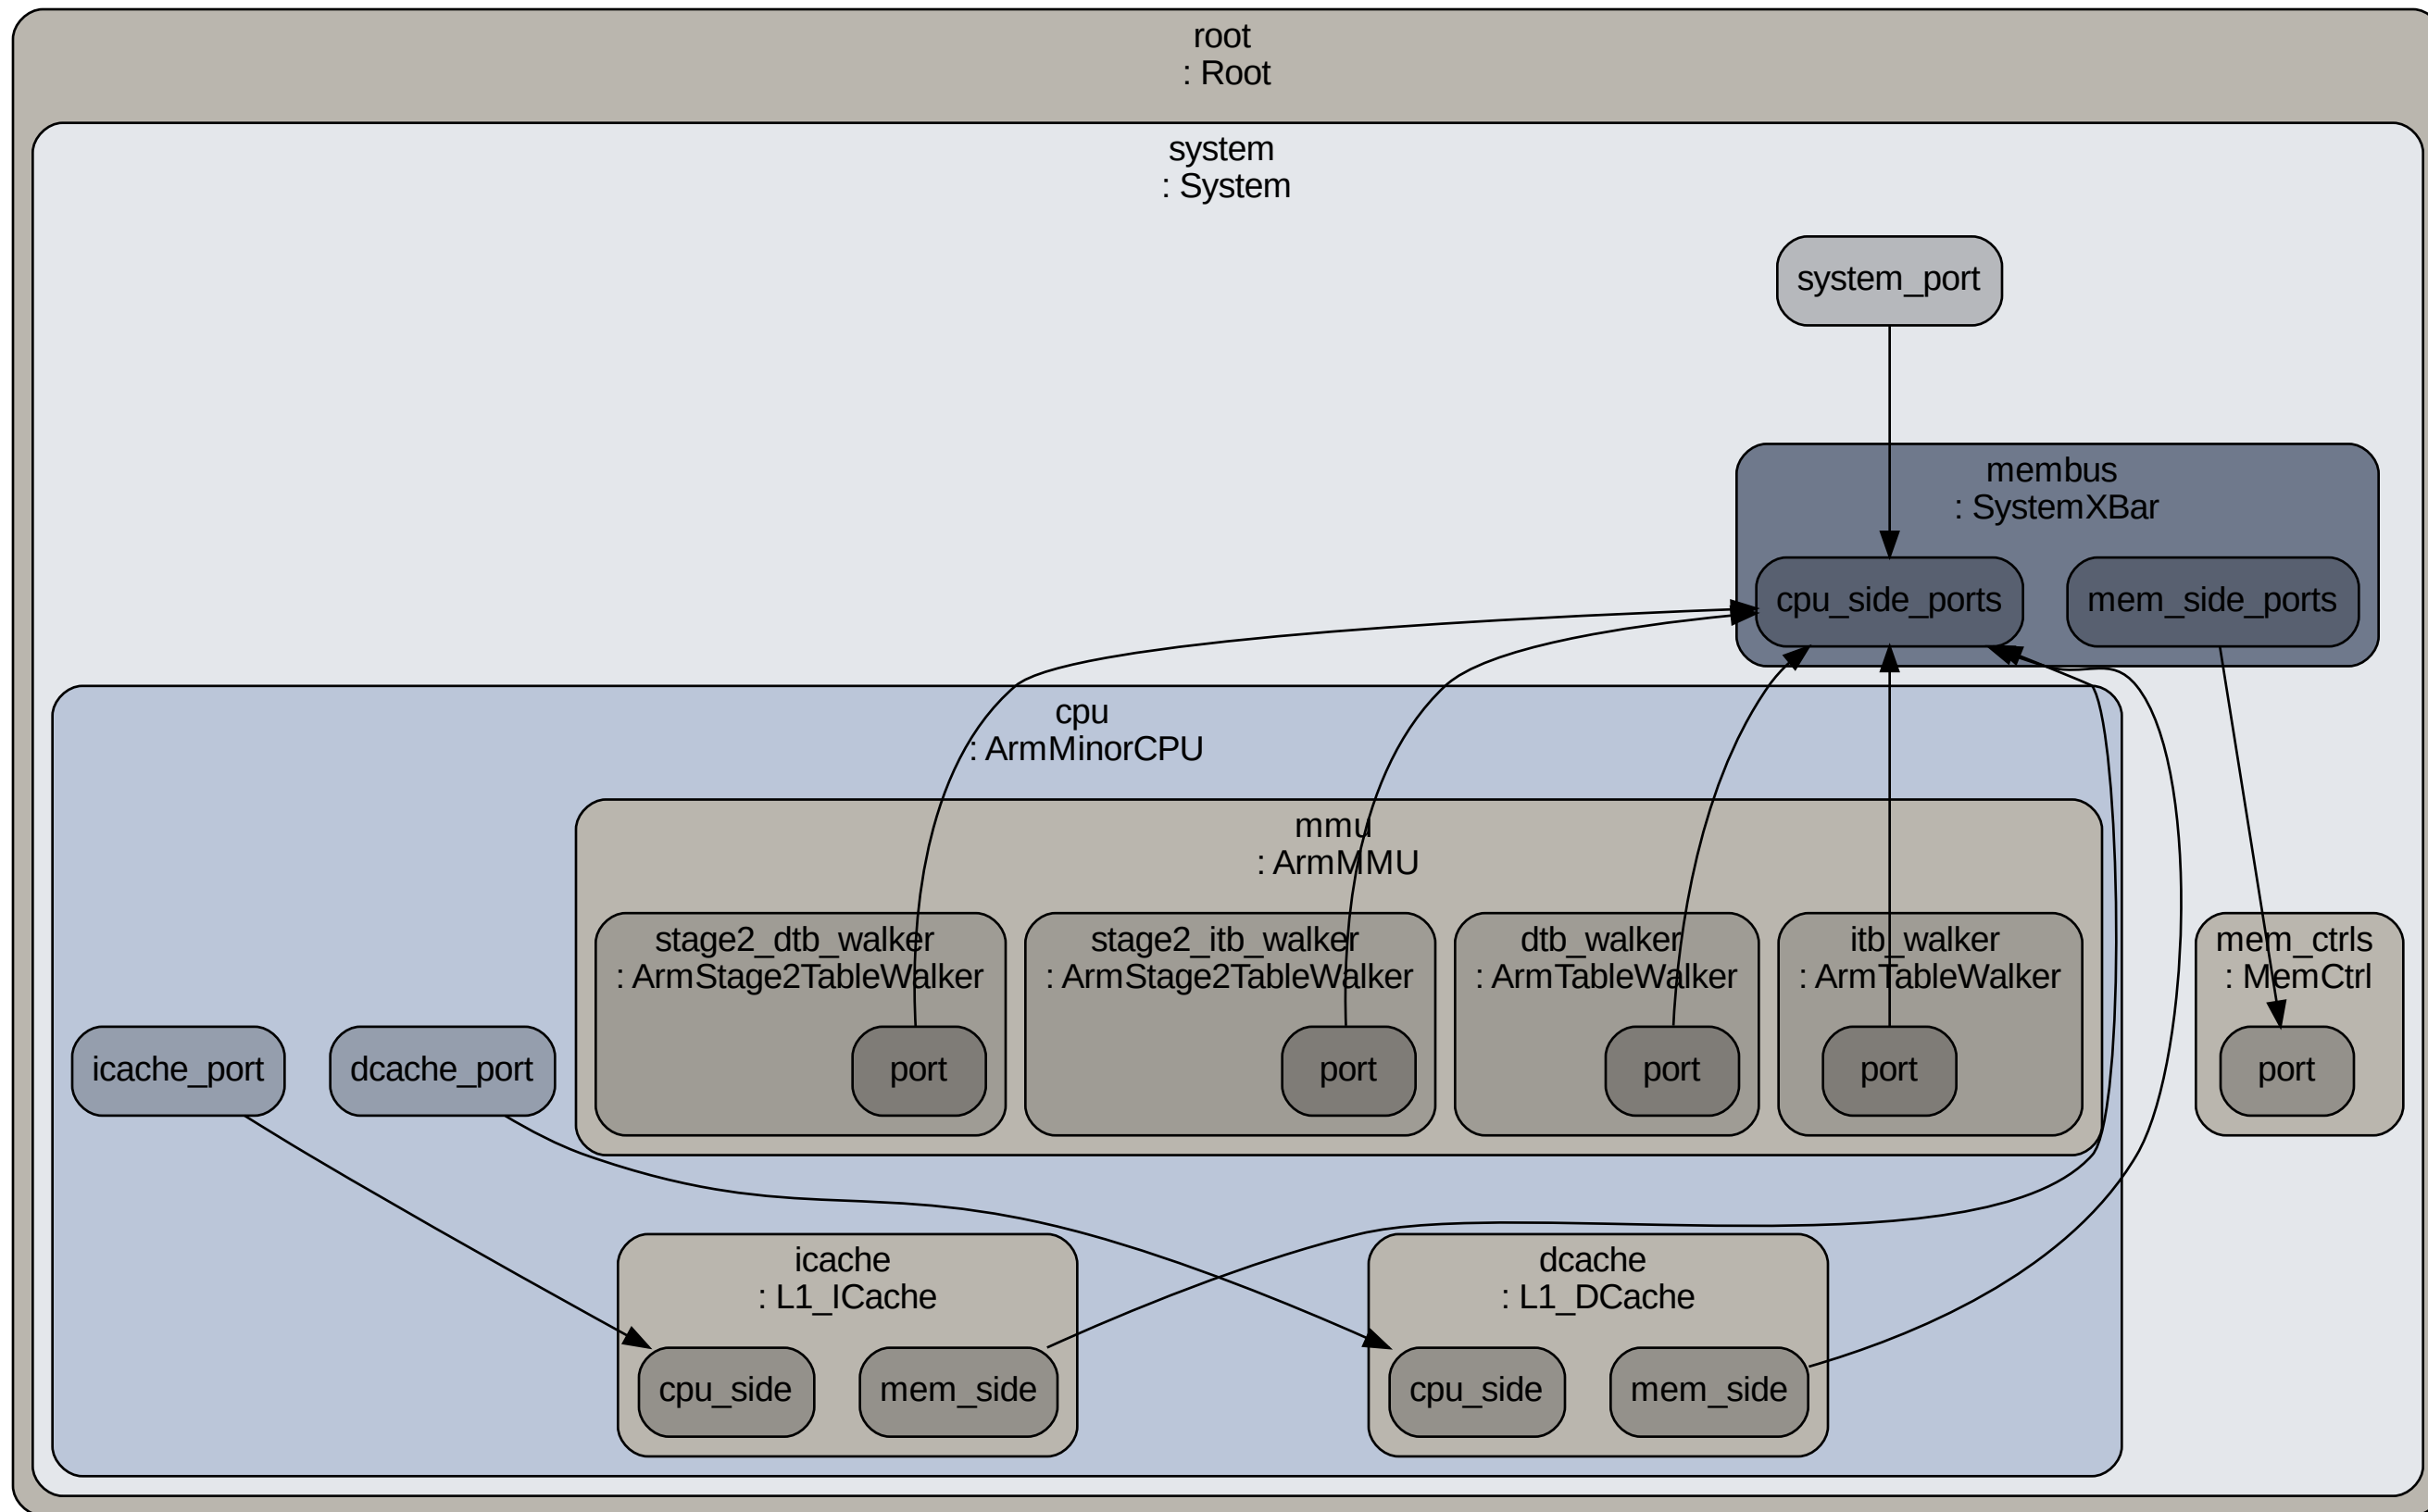 root
: Root
system
: System
system_port
membus
: SystemXBar
cpu_side_ports
mem_side_ports
cpu
: ArmMinorCPU
mmu
: ArmMMU
stage2_dtb_walker
: ArmStage2TableWalker
port
stage2_itb_walker
: ArmStage2TableWalker
port
dtb_walker
: ArmTableWalker
port
itb_walker
: ArmTableWalker
port
mem_ctrls
: MemCtrl
port
icache_port
dcache_port
icache
: L1_ICache
cpu_side
mem_side
dcache
: L1_DCache
cpu_side
mem_side